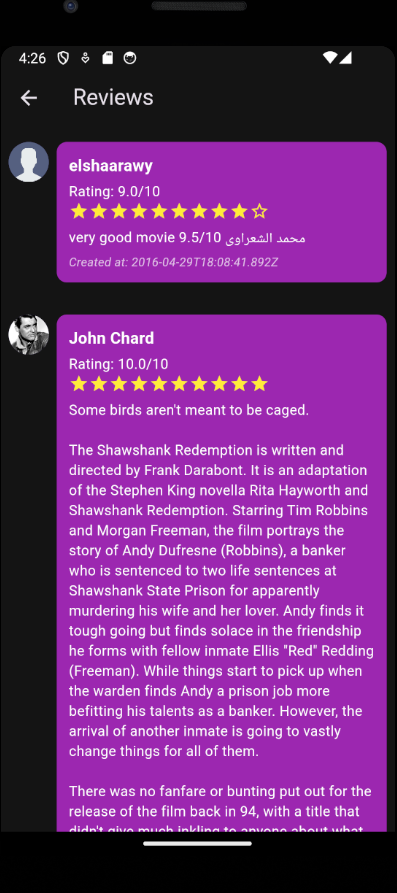 4:26
Reviews
elshaarawy
Rating: 9.0/10
very good movie 9.5/10 محمد الشعراوى
Created at: 2016-04-29T18:08:41.892Z
John Chard
Rating: 10.0/10
Some birds aren't meant to be caged.
The Shawshank Redemption is written and
directed by Frank Darabont. It is an adaptation
of the Stephen King novella Rita Hayworth and
Shawshank Redemption. Starring Tim Robbins
and Morgan Freeman, the film portrays the
story of Andy Dufresne (Robbins), a banker
who is sentenced to two life sentences at
Shawshank State Prison for apparently
murdering his wife and her lover. Andy finds it
tough going but finds solace in the friendship
he forms with fellow inmate Ellis "Red" Redding
(Freeman). While things start to pick up when
the warden finds Andy a prison job more
befitting his talents as a banker. However, the
arrival of another inmate is going to vastly
change things for all of them.
There was no fanfare or bunting put out for the
release of the film back in 94, with a title that
didn't give much inkling to anyone about what